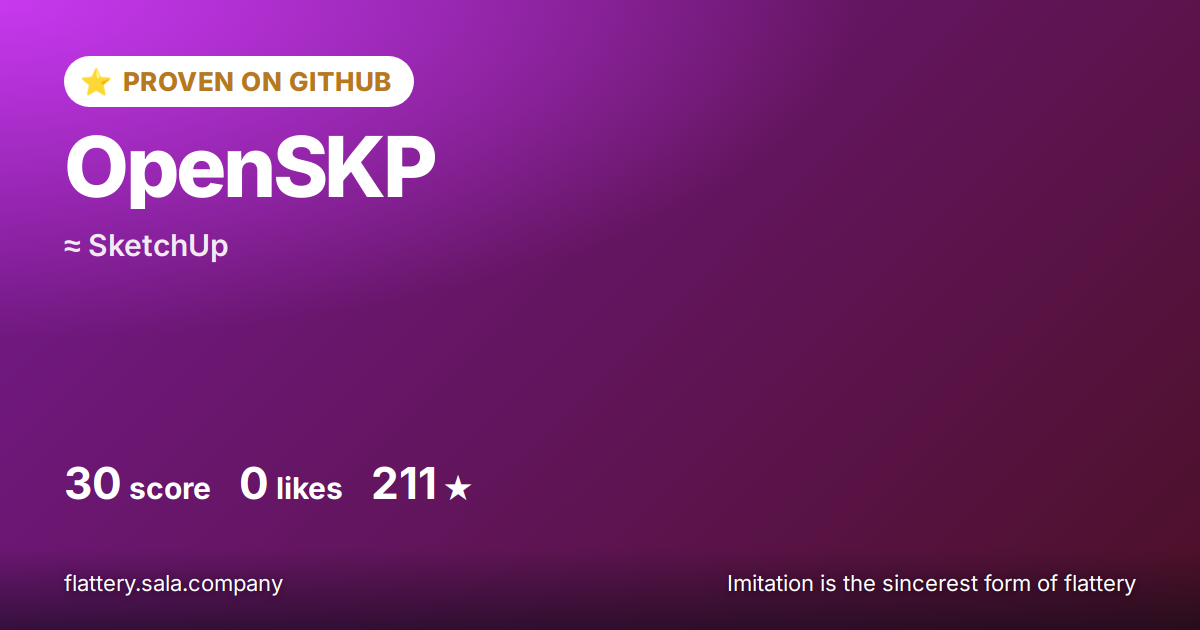 ⭐ PROVEN ON GITHUB
OpenSKP
≈ SketchUp
30 score 0 likes 211 ★
flattery.sala.company
Imitation is the sincerest form of flattery